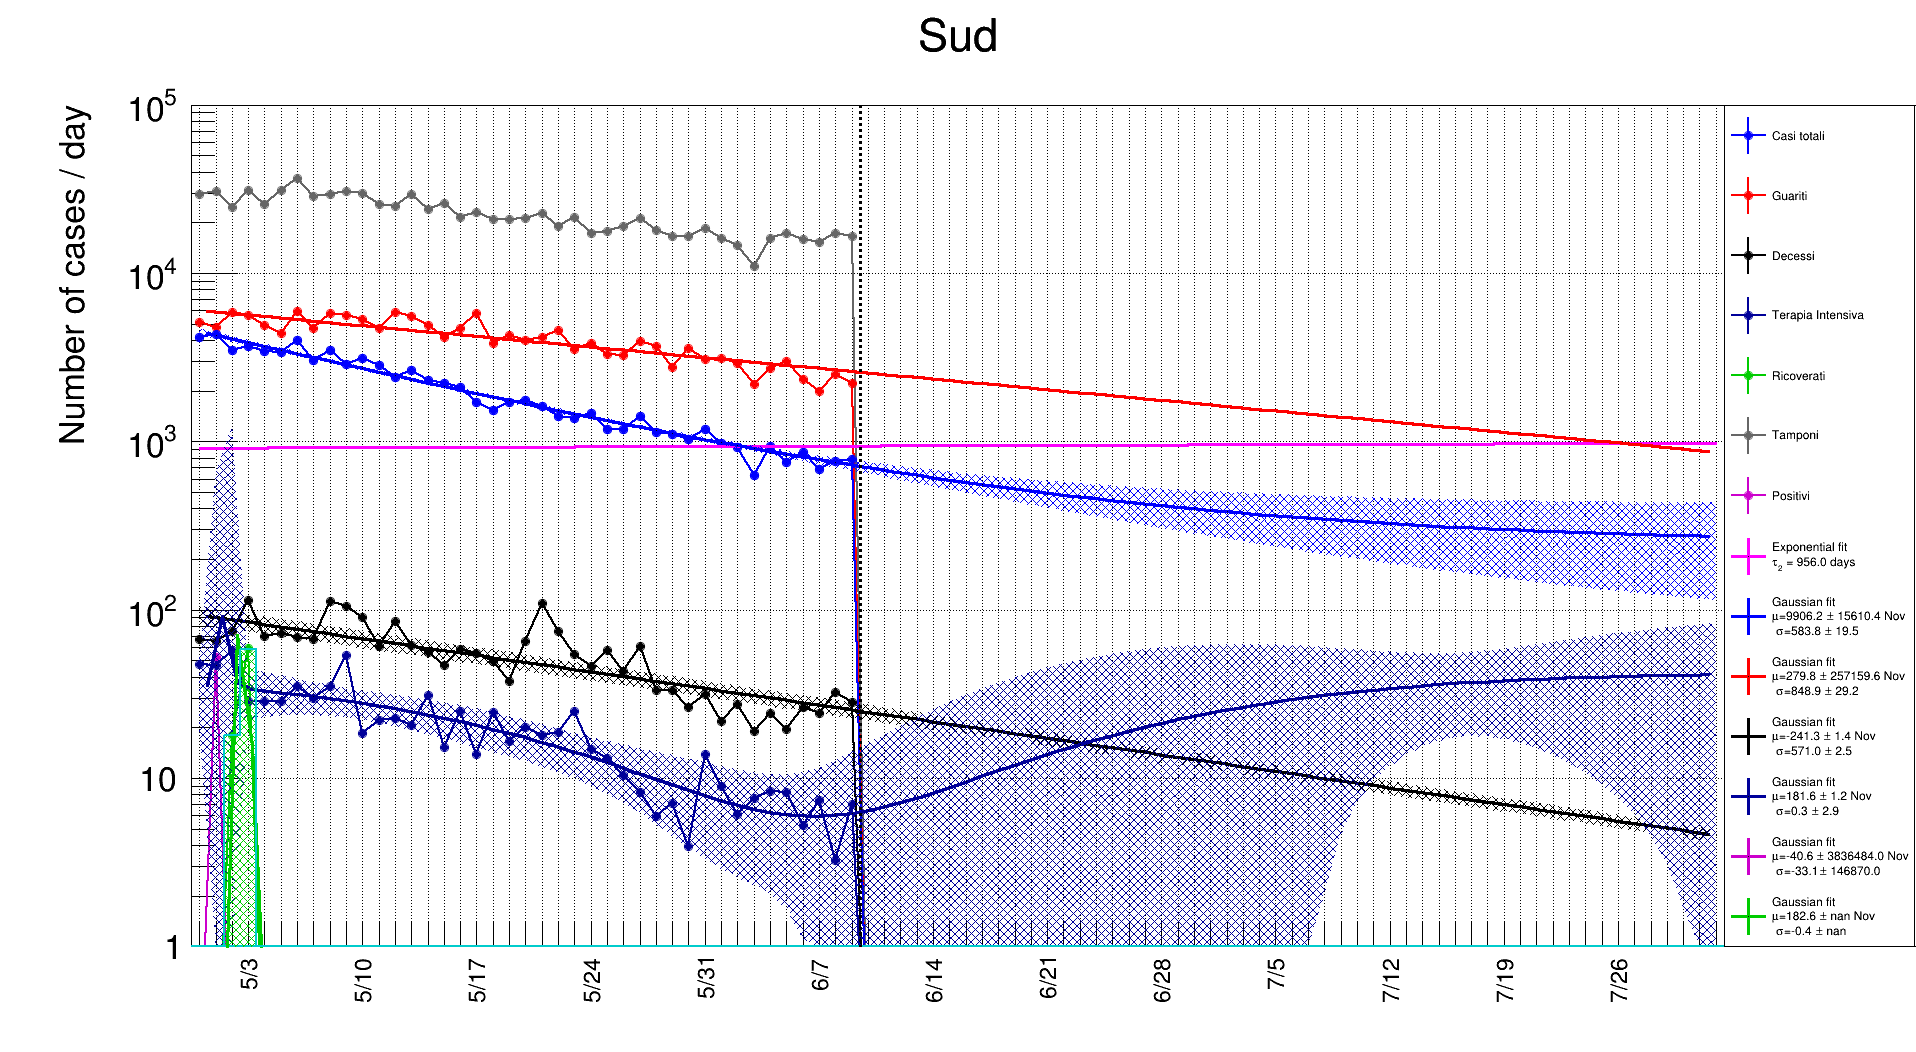 Sud
Number of cases / day
10^5
10^4
10^3
10^2
10
1
5/3
5/10
5/17
5/24
5/31
6/7
6/14
6/21
6/28
7/5
7/12
7/19
7/26
Casi totali
Guariti
Decessi
Terapia Intensiva
Ricoverati
Tamponi
Positivi
Exponential fit
τ₂ = 956.0 days
Gaussian fit
μ=9906.2 ± 15610.4 Nov
σ=583.8 ± 19.5
Gaussian fit
μ=279.8 ± 257159.6 Nov
σ=848.9 ± 29.2
Gaussian fit
μ=-241.3 ± 1.4 Nov
σ=571.0 ± 2.5
Gaussian fit
μ=181.6 ± 1.2 Nov
σ=0.3 ± 2.9
Gaussian fit
μ=-40.6 ± 3836484.0 Nov
σ=-33.1 ± 146870.0
Gaussian fit
μ=182.6 ± nan Nov
σ=-0.4 ± nan